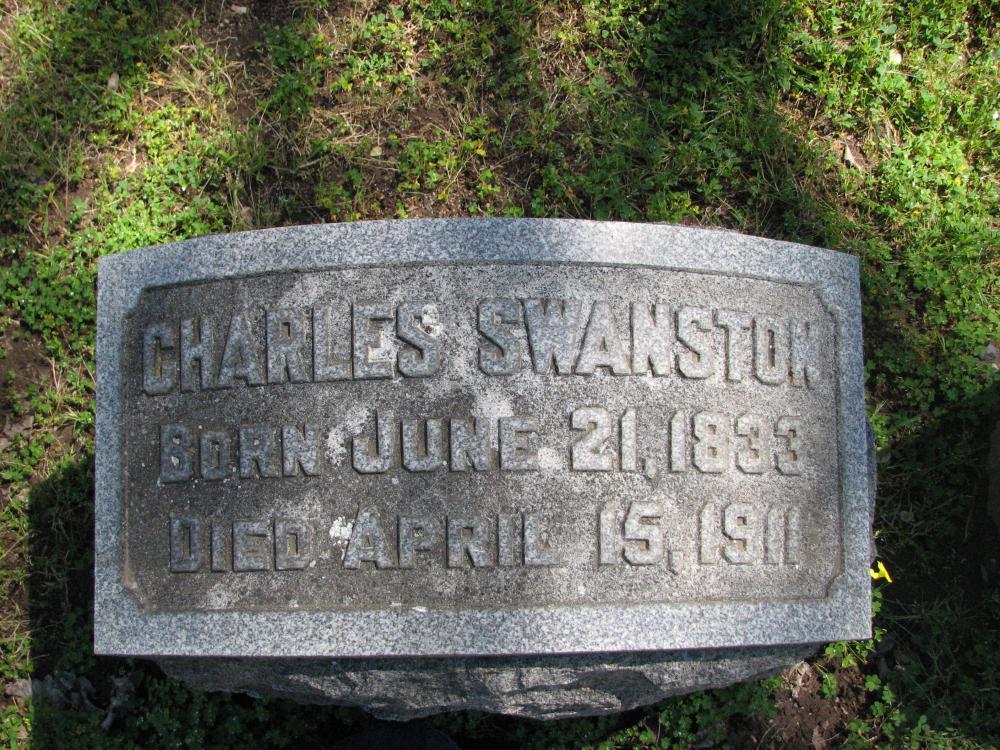 CHARLES SWANSTON
BORN JUNE 21, 1833
DIED APRIL 15, 1911